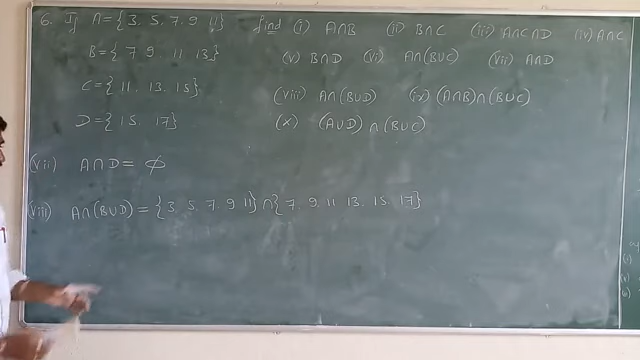 6. If A={3. 5. 7. 9 11} find (i) A∩B (ii) B∩C (iii) A∩C∩D (iv) A∩C
B={7 9. 11 13} (v) B∩D (vi) A∩(B∪C) (vii) A∩D
C={11. 13. 15} (viii) A∩(B∪D) (ix) (A∩B)∩(B∪C)
D={15. 17} (x) (A∪D)∩(B∪C)
(vii) A∩D= ϕ
(viii) A∩(B∪D)={3. 5. 7. 9 11}∩{7. 9. 11 13. 15. 17}